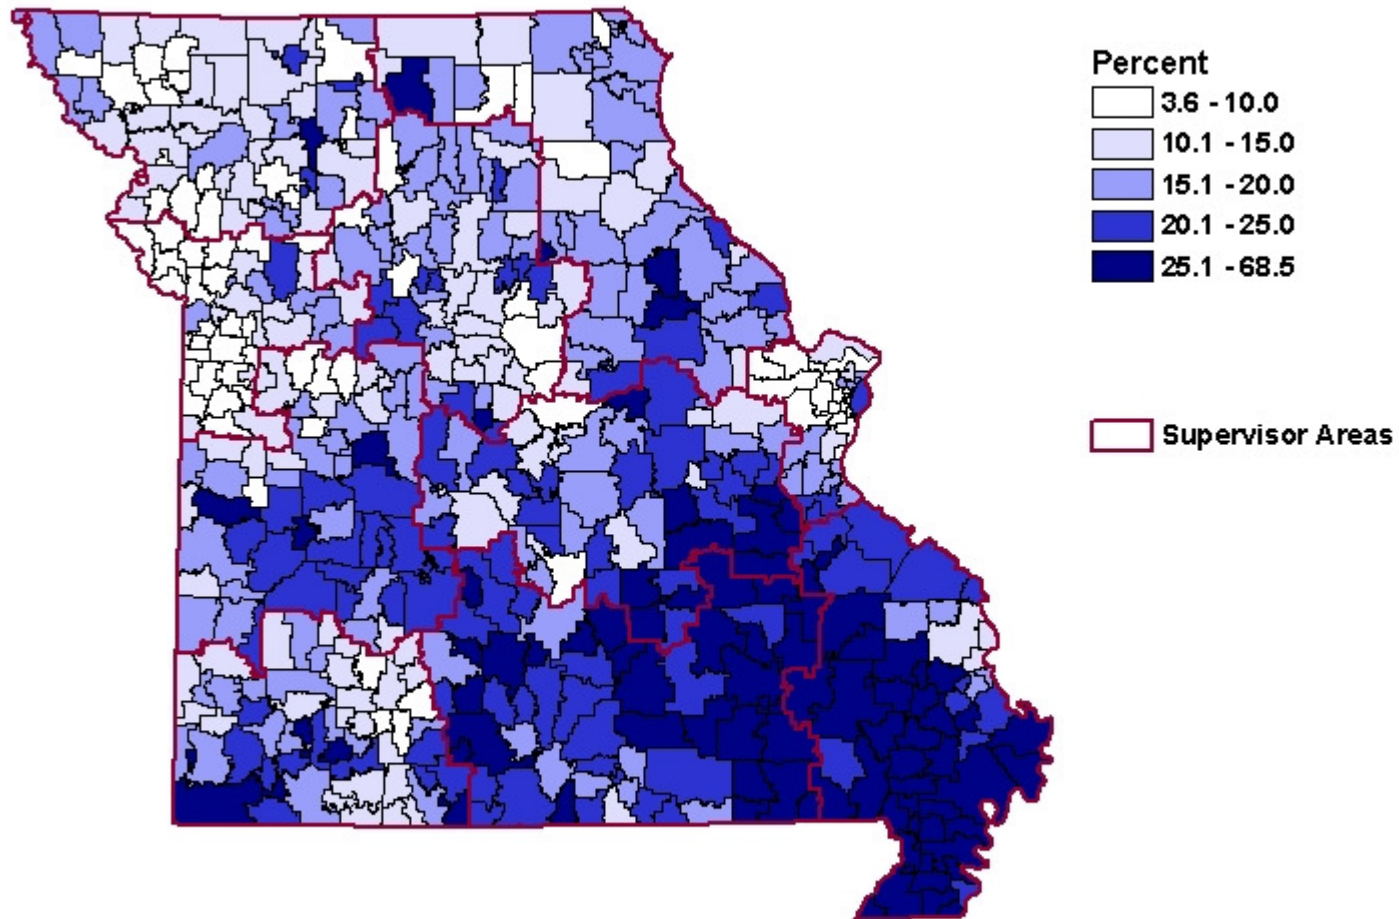 Percent
3.6 - 10.0
10.1 - 15.0
15.1 - 20.0
20.1 - 25.0
25.1 - 68.5
Supervisor Areas